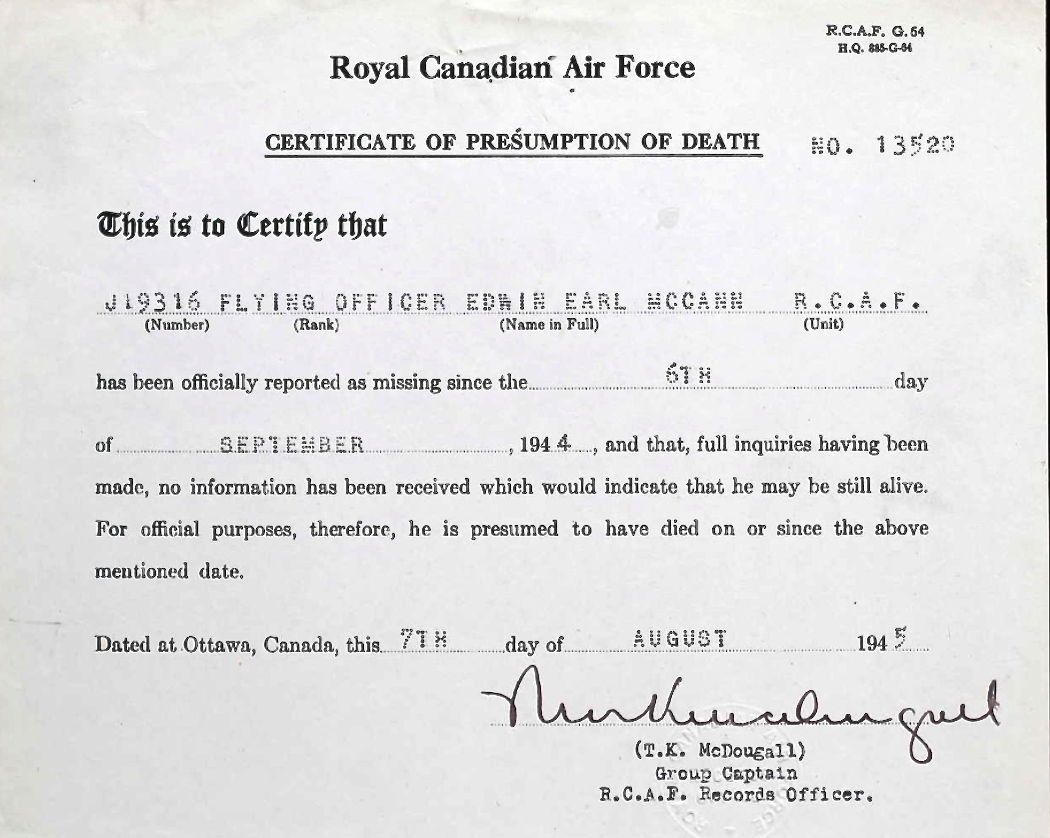 R.C.A.F. G. 64
H.Q. 885-G-64
Royal Canadian Air Force
CERTIFICATE OF PRESUMPTION OF DEATH NO. 13520
This is to Certify that
J19316 FLYING OFFICER EDWIN EARL MCCANN R.C.A.F.
(Number) (Rank) (Name in Full) (Unit)
has been officially reported as missing since the 6TH day
of SEPTEMBER, 1944, and that, full inquiries having been
made, no information has been received which would indicate that he may be still alive.
For official purposes, therefore, he is presumed to have died on or since the above
mentioned date.
Dated at Ottawa, Canada, this 7TH day of AUGUST 1945
(T.K. McDougall)
Group Captain
R.C.A.F. Records Officer.